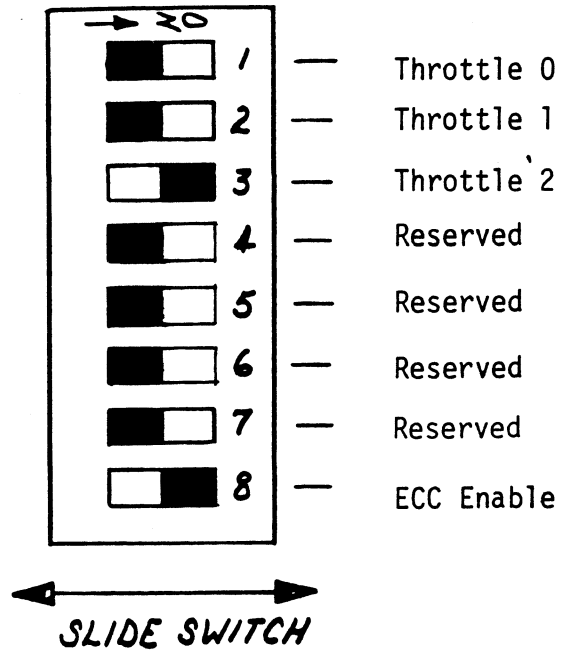 → ON
1 — Throttle 0
2 — Throttle 1
3 — Throttle 2
4 — Reserved
5 — Reserved
6 — Reserved
7 — Reserved
8 — ECC Enable
SLIDE SWITCH